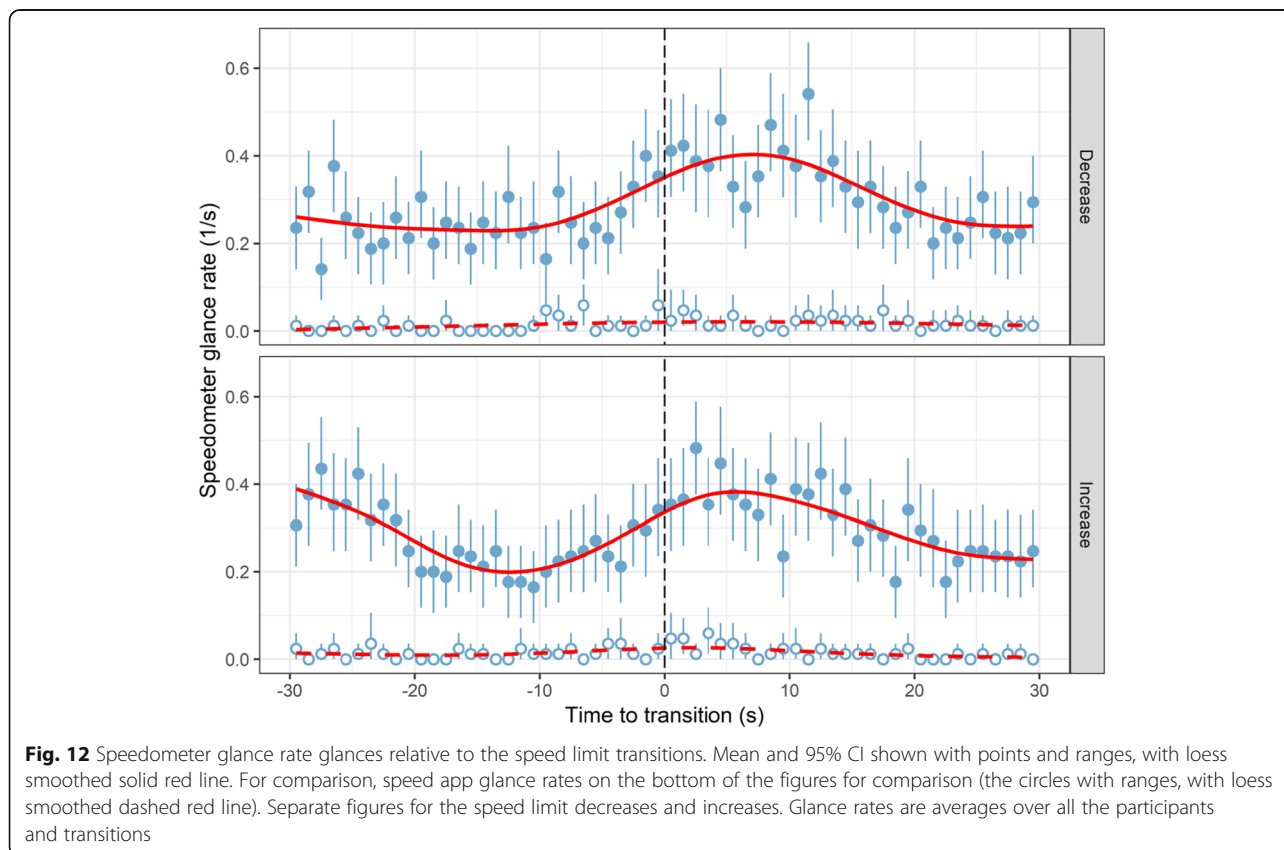 0.6
0.4
0.2
0.0
Decrease
0.6
0.4
0.2
0.0
Increase
Speedometer glance rate (1/s)
-30 -20 -10 0 10 20 30
Time to transition (s)
Fig. 12 Speedometer glance rate glances relative to the speed limit transitions. Mean and 95% CI shown with points and ranges, with loess
smoothed solid red line. For comparison, speed app glance rates on the bottom of the figures for comparison (the circles with ranges, with loess
smoothed dashed red line). Separate figures for the speed limit decreases and increases. Glance rates are averages over all the participants
and transitions